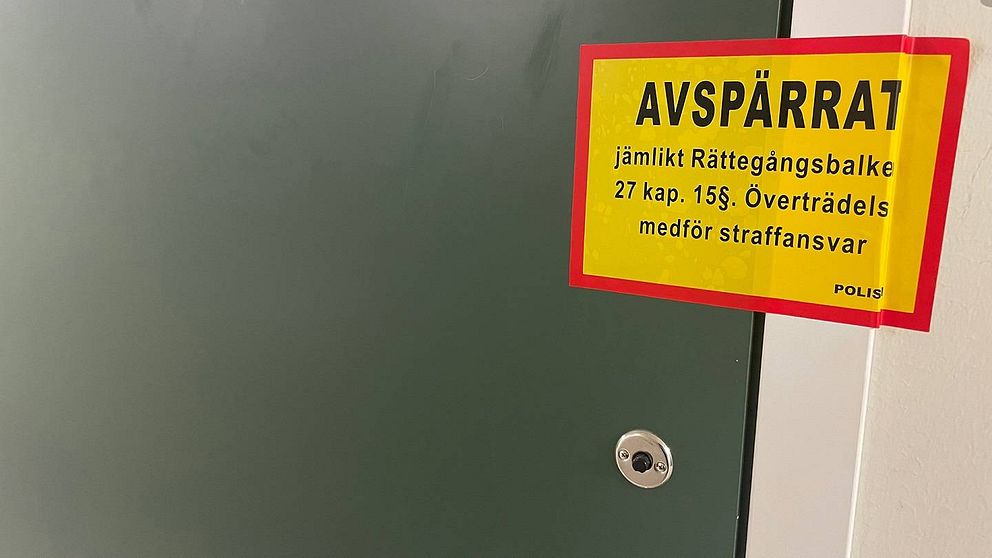 AVSPÄRRAT
jämlikt Rättegångsbalke
27 kap. 15§. Överträdels
medför straffansvar
POLIS